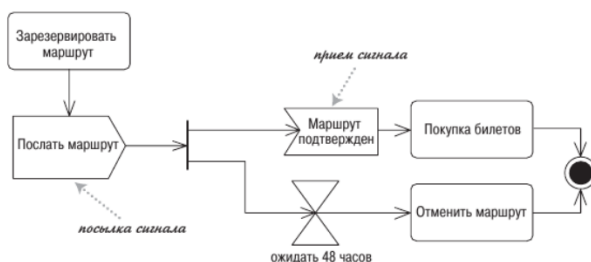 Зарезервировать
маршрут
прием сигнала
Послать маршрут
Маршрут
подтвержден
Покупка билетов
Отменить маршрут
посылка сигнала
ожидать 48 часов